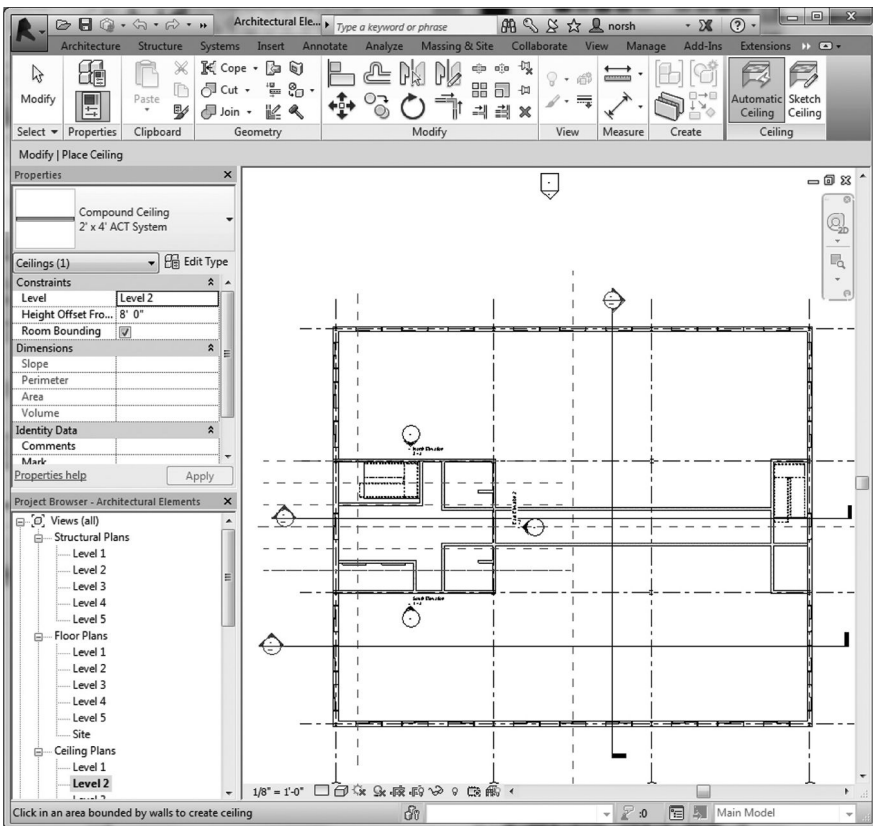 Architectural Ele...
Type a keyword or phrase
norsh
Architecture Structure Systems Insert Annotate Analyze Massing & Site Collaborate View Manage Add-Ins Extensions
Modify
Paste
Cope
Cut
Join
Automatic Ceiling
Sketch Ceiling
Select Properties Clipboard Geometry Modify View Measure Create Ceiling
Modify | Place Ceiling
Properties
Compound Ceiling
2' x 4' ACT System
Ceilings (1) Edit Type
Constraints
Level Level 2
Height Offset Fro... 8' 0"
Room Bounding
Dimensions
Slope
Perimeter
Area
Volume
Identity Data
Comments
Mark
Properties help Apply
Project Browser - Architectural Elements
Views (all)
Structural Plans
Level 1
Level 2
Level 3
Level 4
Level 5
Floor Plans
Level 1
Level 2
Level 3
Level 4
Level 5
Site
Ceiling Plans
Level 1
Level 2
2D
1/8" = 1'-0"
Click in an area bounded by walls to create ceiling
:0
Main Model